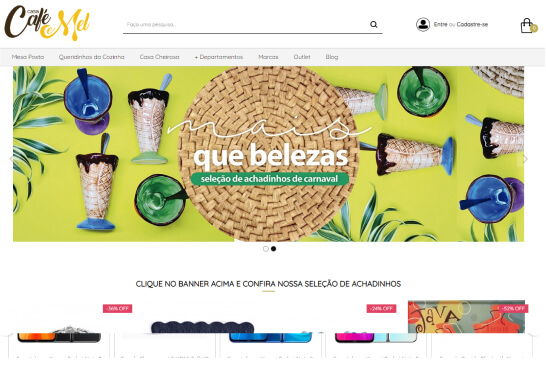 casa
Café Mel
Faça uma pesquisa...
Entre ou Cadastre-se
0
Mesa Posta
Queridinhos da Cozinha
Casa Cheirosa
+ Departamentos
Marcas
Outlet
Blog
mais
que belezas
seleção de achadinhos de carnaval
CLIQUE NO BANNER ACIMA E CONFIRA NOSSA SELEÇÃO DE ACHADINHOS
-36% OFF
-24% OFF
-52% OFF
JAVA